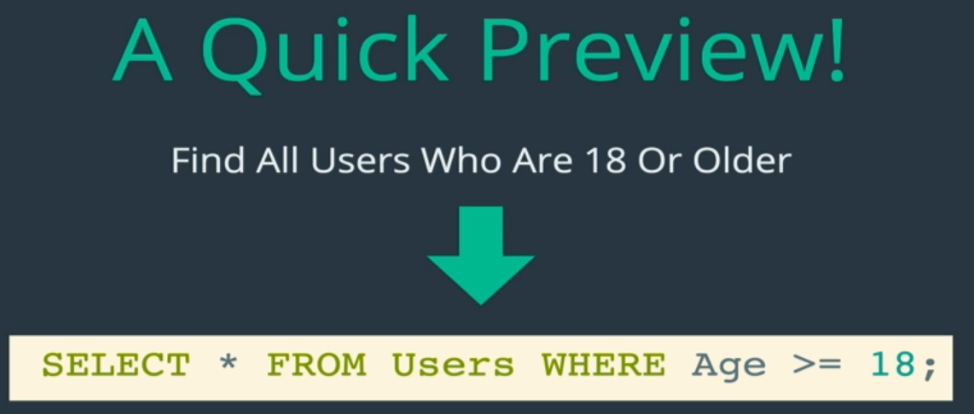 A Quick Preview!
Find All Users Who Are 18 Or Older
SELECT * FROM Users WHERE Age >= 18;